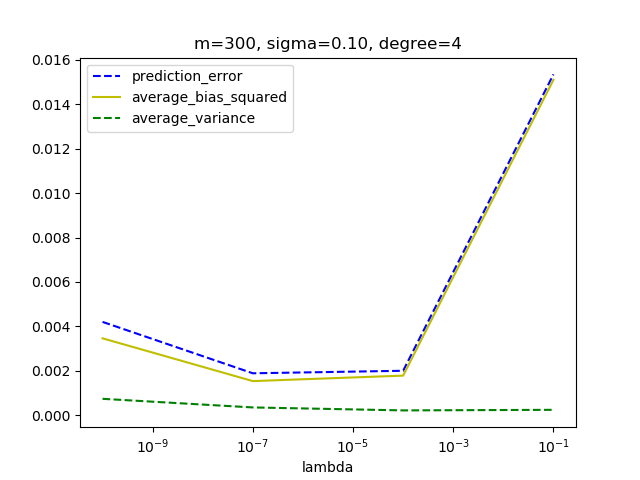 m=300, sigma=0.10, degree=4
prediction_error
average_bias_squared
average_variance
0.016
0.014
0.012
0.010
0.008
0.006
0.004
0.002
0.000
10⁻⁹ 10⁻⁷ 10⁻⁵ 10⁻³ 10⁻¹
lambda